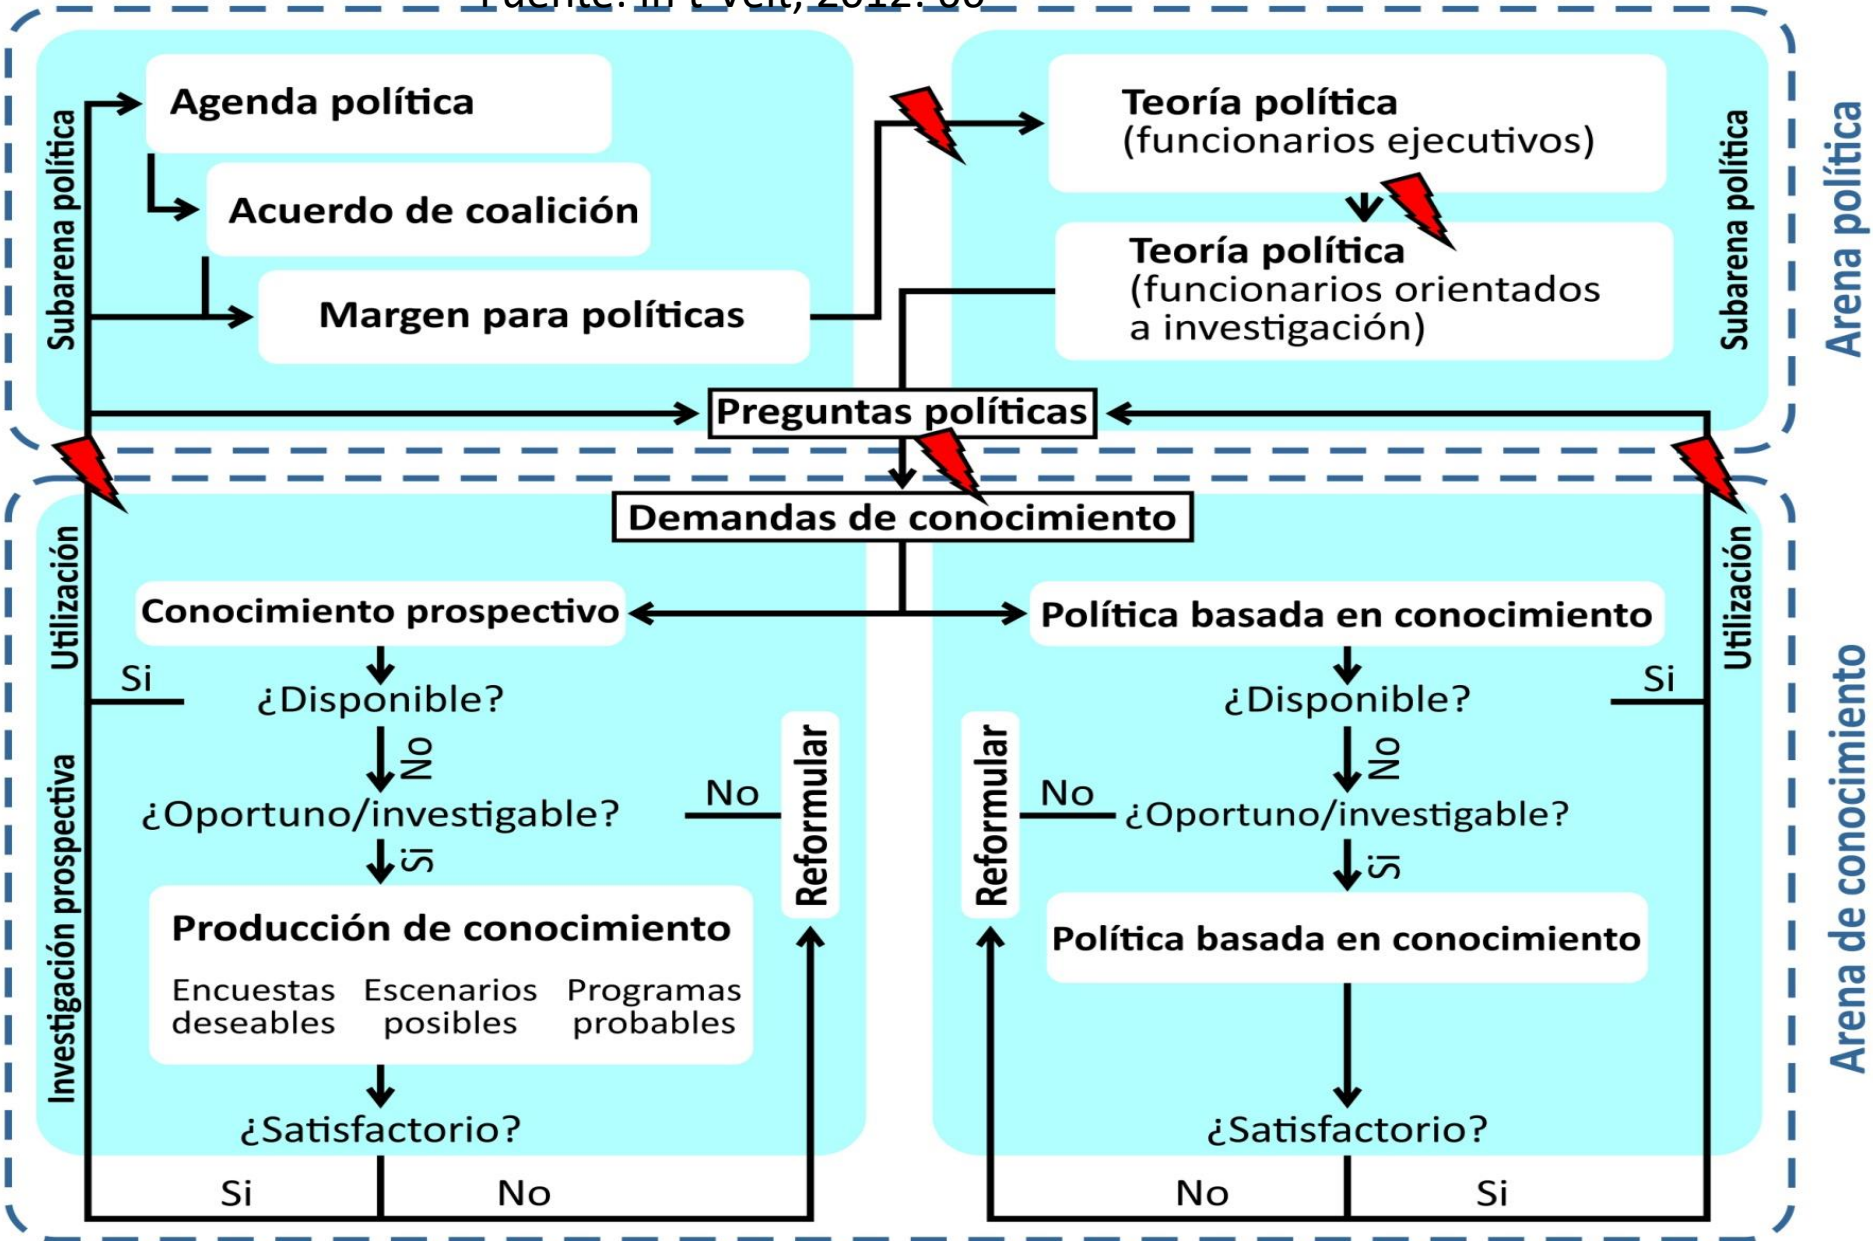 Agenda política
Acuerdo de coalición
Margen para políticas
Subarena política
Teoría política
(funcionarios ejecutivos)
Teoría política
(funcionarios orientados
a investigación)
Subarena política
Arena política
Preguntas políticas
Demandas de conocimiento
Utilización
Conocimiento prospectivo
Si
¿Disponible?
No
¿Oportuno/investigable?
No
Reformular
Si
Investigación prospectiva
Producción de conocimiento
Encuestas
deseables
Escenarios
posibles
Programas
probables
¿Satisfactorio?
Si
No
Política basada en conocimiento
Utilización
¿Disponible?
Si
No
Reformular
No
¿Oportuno/investigable?
Si
Política basada en conocimiento
¿Satisfactorio?
No
Si
Arena de conocimiento